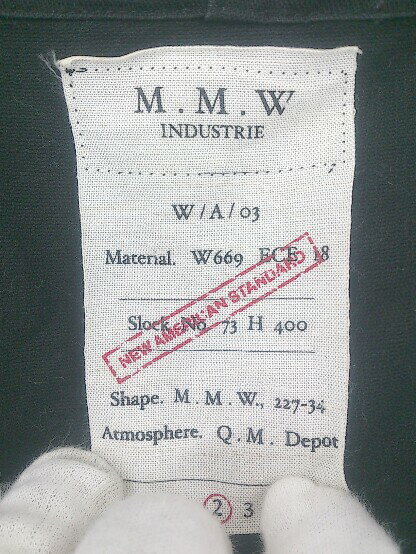 M . M . W
INDUSTRIE
W / A / 03
Material. W669 ECE 18
Slock No. 73 H 400
NEW AMERICAN STANDARD
Shape. M . M . W., 227-34
Atmosphere. Q . M . Depot
2 3